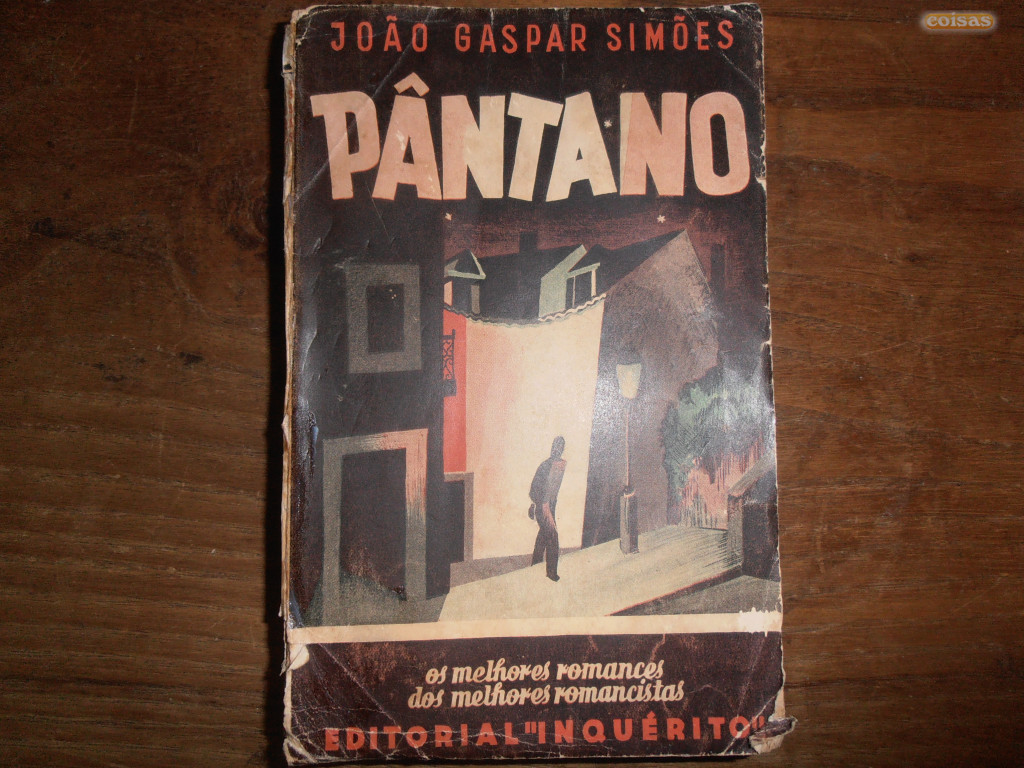 coisas
JOÃO GASPAR SIMÕES
PÂNTANO
os melhores romances
dos melhores romancistas
EDITORIAL "INQUÉRITO"